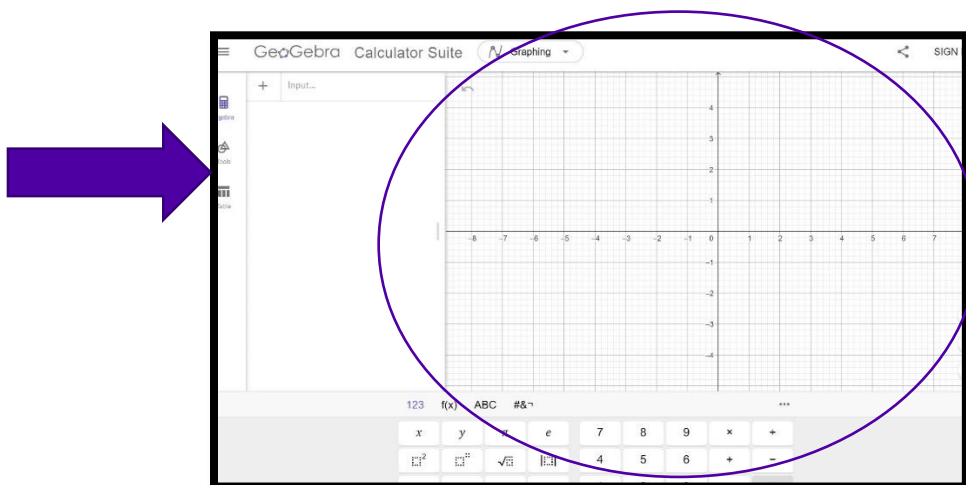 GeoGebra Calculator Suite Graphing SIGN
+ Input...
Tools
4
3
2
1
-8 -7 -6 -5 -4 -3 -2 -1 0 1 2 3 4 5 6 7
-1
-2
-3
-4
123 f(x) ABC #&¬ ...
x y π e 7 8 9 × ÷
□² □√□ |□| 4 5 6 + −